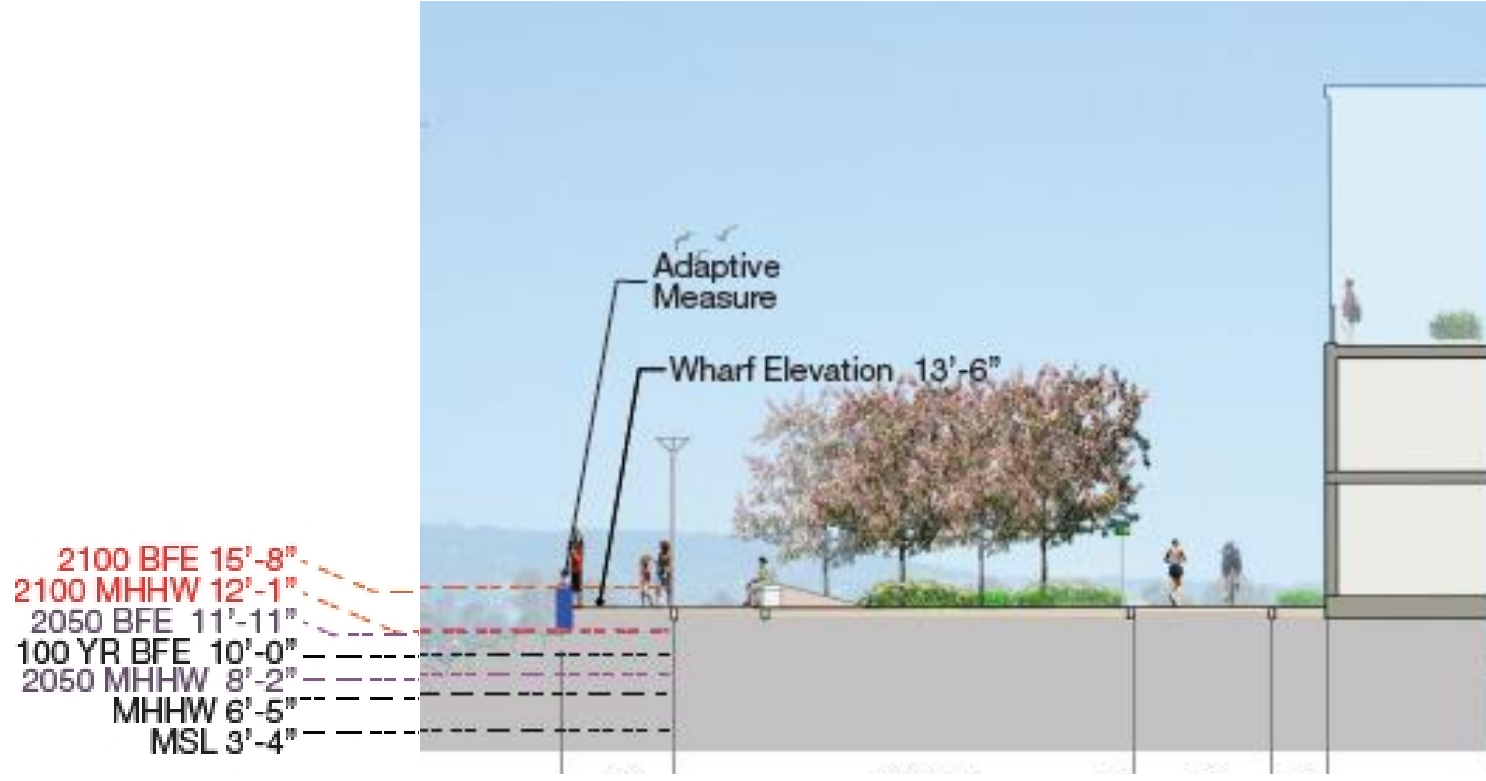 Adaptive
Measure
Wharf Elevation 13’-6”
2100 BFE 15’-8”
2100 MHHW 12’-1”
2050 BFE 11’-11”
100 YR BFE 10’-0”
2050 MHHW 8’-2”
MHHW 6’-5”
MSL 3’-4”